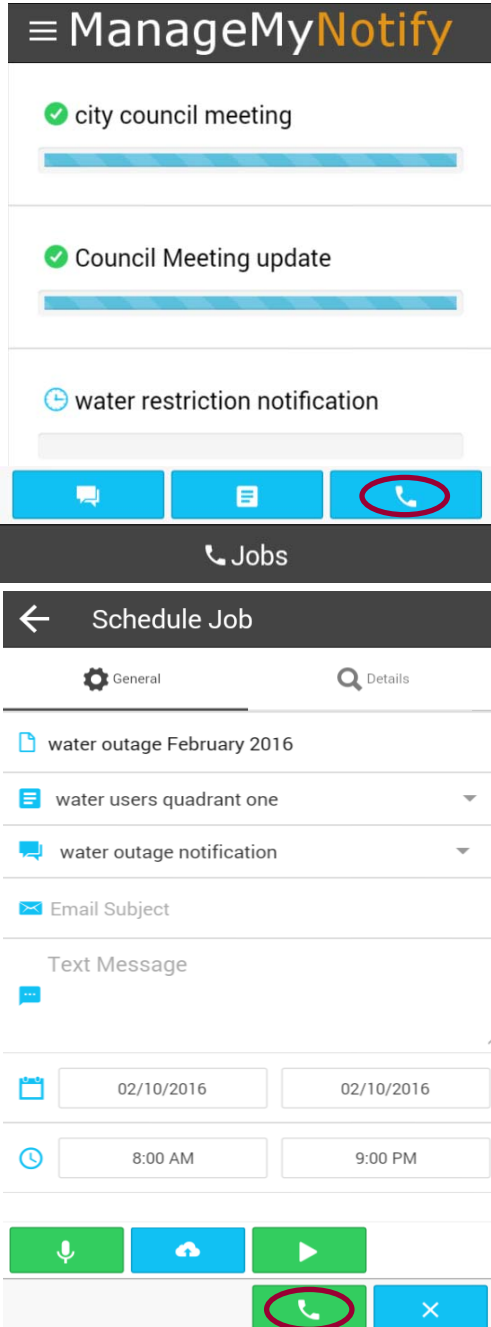 ManageMyNotify
city council meeting
Council Meeting update
water restriction notification
Jobs
Schedule Job
General Details
water outage February 2016
water users quadrant one
water outage notification
Email Subject
Text Message
02/10/2016 02/10/2016
8:00 AM 9:00 PM